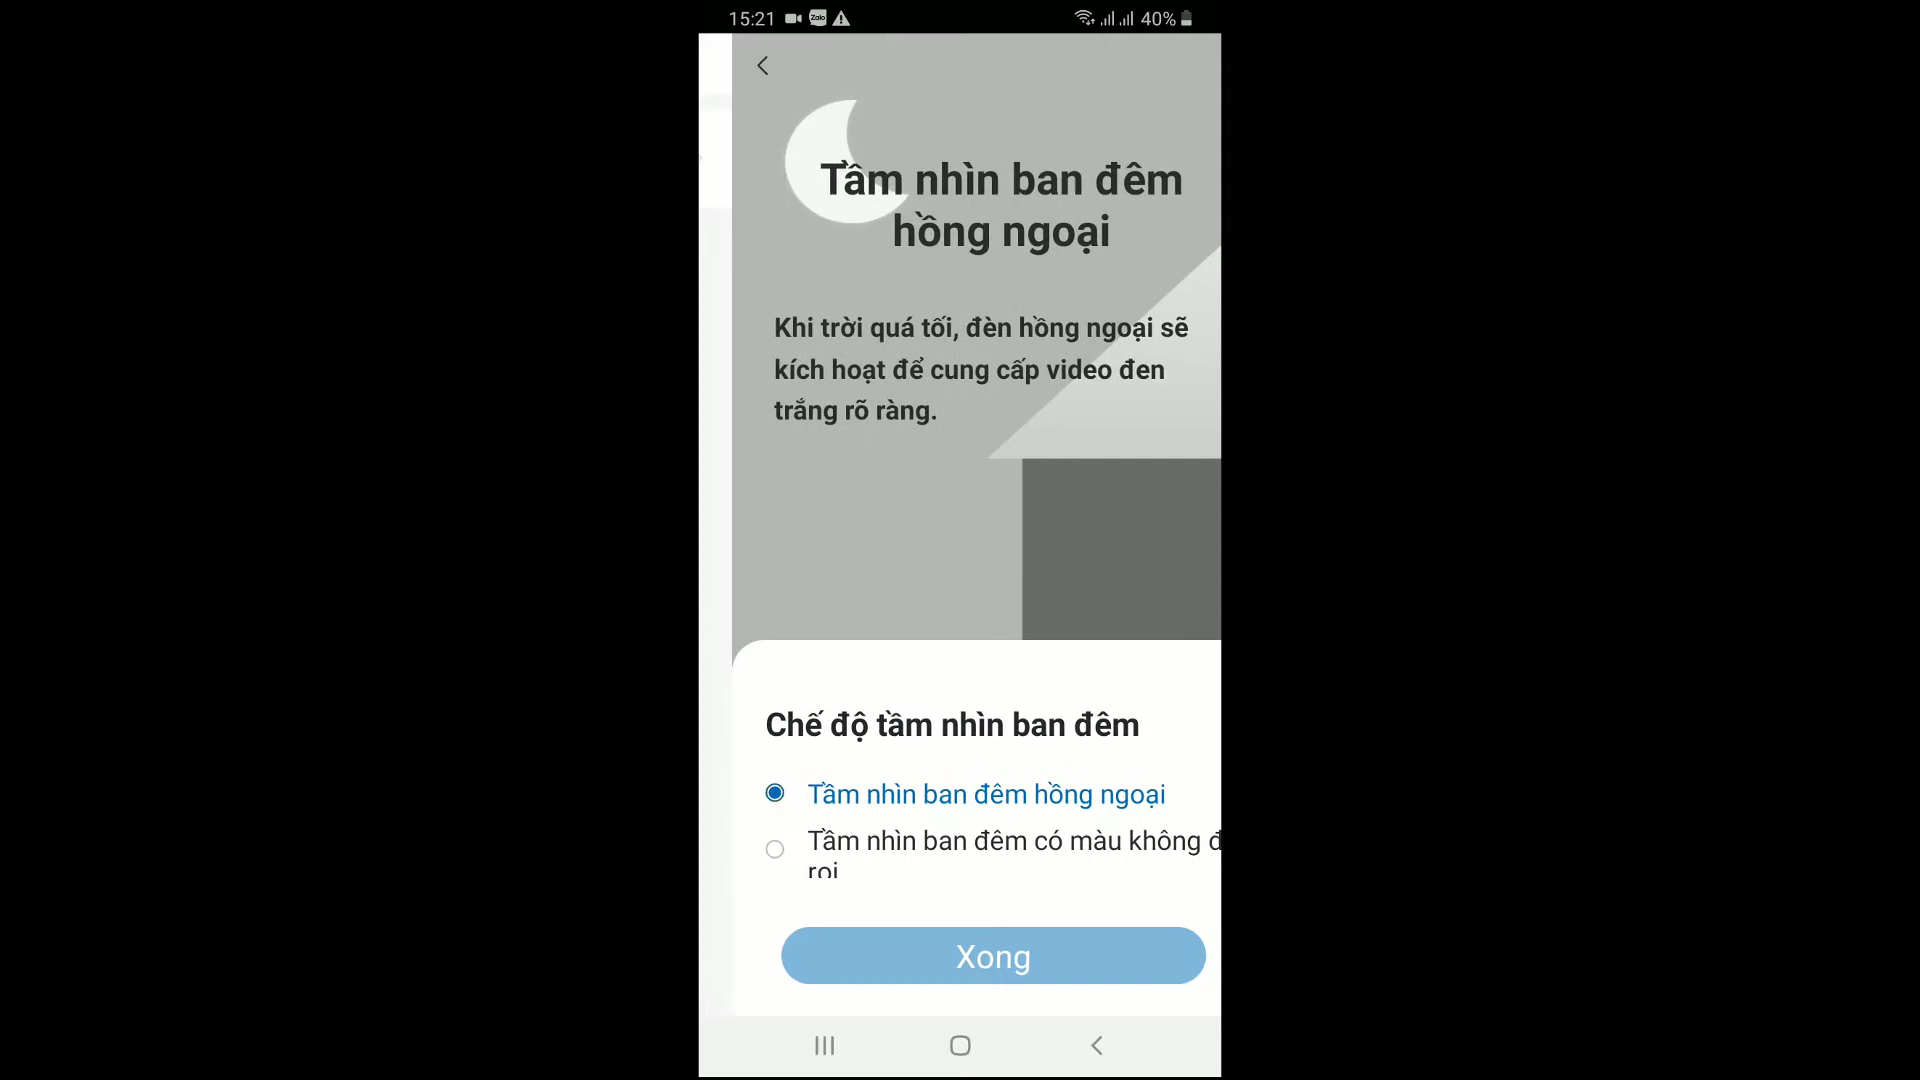 15:21
Zalo
40%
Tầm nhìn ban đêm
hồng ngoại
Khi trời quá tối, đèn hồng ngoại sẽ
kích hoạt để cung cấp video đen
trắng rõ ràng.
Chế độ tầm nhìn ban đêm
Tầm nhìn ban đêm hồng ngoại
Tầm nhìn ban đêm có màu không
rọi
Xong